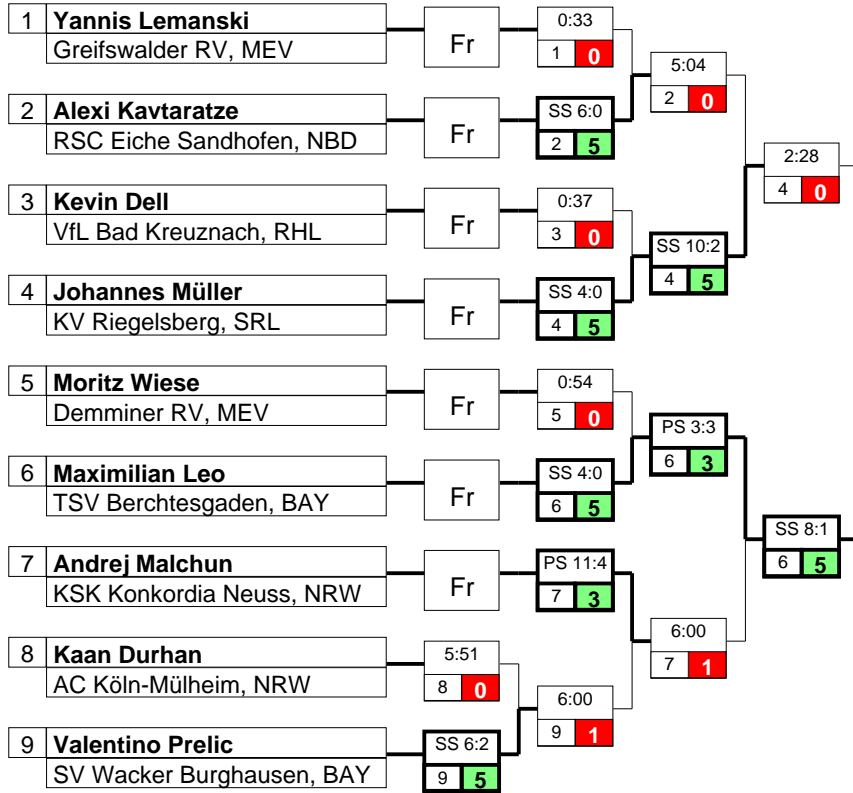 1 Yannis Lemanski
Greifswalder RV, MEV
Fr
0:33
1 0
5:04
2 0
2 Alexi Kavtaratze
RSC Eiche Sandhofen, NBD
Fr
SS 6:0
2 5
2:28
4 0
3 Kevin Dell
VfL Bad Kreuznach, RHL
Fr
0:37
3 0
SS 10:2
4 5
4 Johannes Müller
KV Riegelsberg, SRL
Fr
SS 4:0
4 5
5 Moritz Wiese
Demminer RV, MEV
Fr
0:54
5 0
PS 3:3
6 3
6 Maximilian Leo
TSV Berchtesgaden, BAY
Fr
SS 4:0
6 5
SS 8:1
6 5
7 Andrej Malchun
KSK Konkordia Neuss, NRW
Fr
PS 11:4
7 3
6:00
7 1
8 Kaan Durhan
AC Köln-Mülheim, NRW
5:51
8 0
6:00
9 1
9 Valentino Prelic
SV Wacker Burghausen, BAY
SS 6:2
9 5